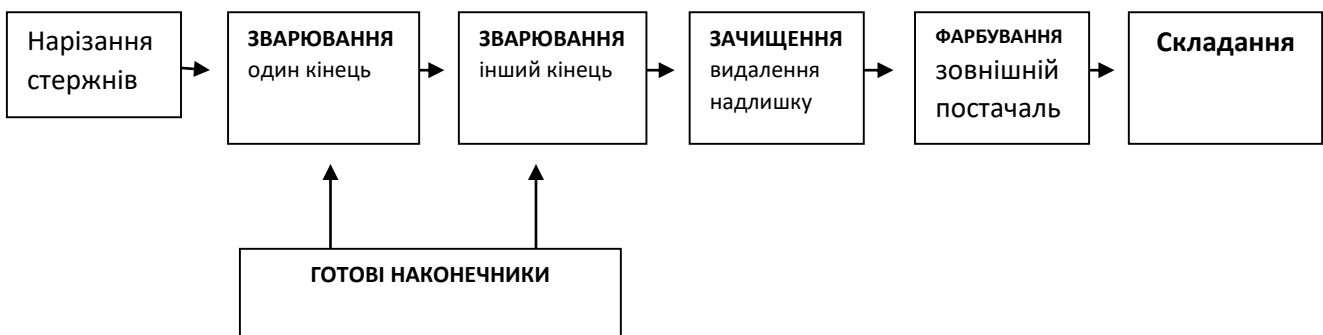 Нарізання
стержнів
ЗВАРЮВАННЯ
один кінець
ЗВАРЮВАННЯ
інший кінець
ЗАЧИЩЕННЯ
видалення
надлишку
ФАРБУВАННЯ
зовнішній
постачаль
Складання
ГОТОВІ НАКОНЕЧНИКИ